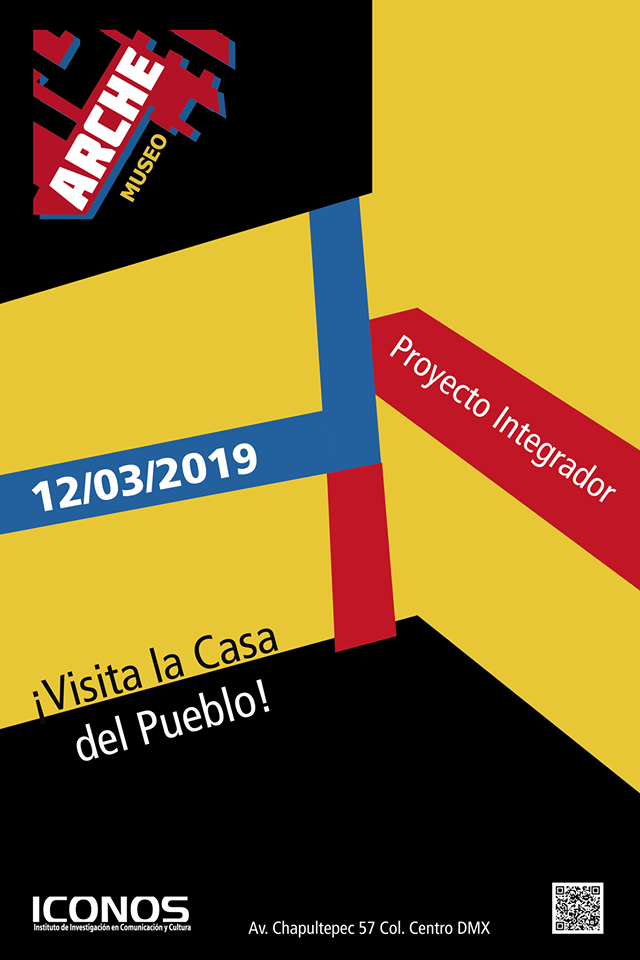 ARCHE
MUSEO
Proyecto Integrador
12/03/2019
¡Visita la Casa
del Pueblo!
ICONOS
Instituto de Investigación en Comunicación y Cultura
Av. Chapultepec 57 Col. Centro DMX